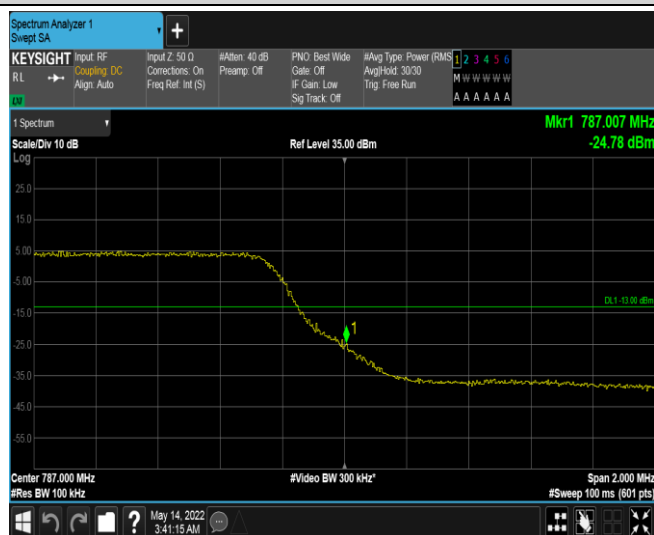 Spectrum Analyzer 1
Swept SA
+
KEYSIGHT Input: RF Input Z: 50 Ω #Atten: 40 dB PNO: Best Wide #Avg Type: Power (RMS 1 2 3 4 5 6
RL Coupling: DC Corrections: On Preamp: Off Gate: Off Avg|Hold: 30/30 M W W W W W
Align: Auto Freq Ref: Int (S) IF Gain: Low Trig: Free Run
Sig Track: Off A A A A A A
LXI
1 Spectrum Mkr1 787.007 MHz
Scale/Div 10 dB Ref Level 35.00 dBm -24.78 dBm
Log
25.0
15.0
5.00
-5.00
DL1 -13.00 dBm
-15.0
1
-25.0
-35.0
-45.0
-55.0
Center 787.000 MHz #Video BW 300 kHz* Span 2.000 MHz
#Res BW 100 kHz #Sweep 100 ms (601 pts)
? May 14, 2022
3:41:15 AM